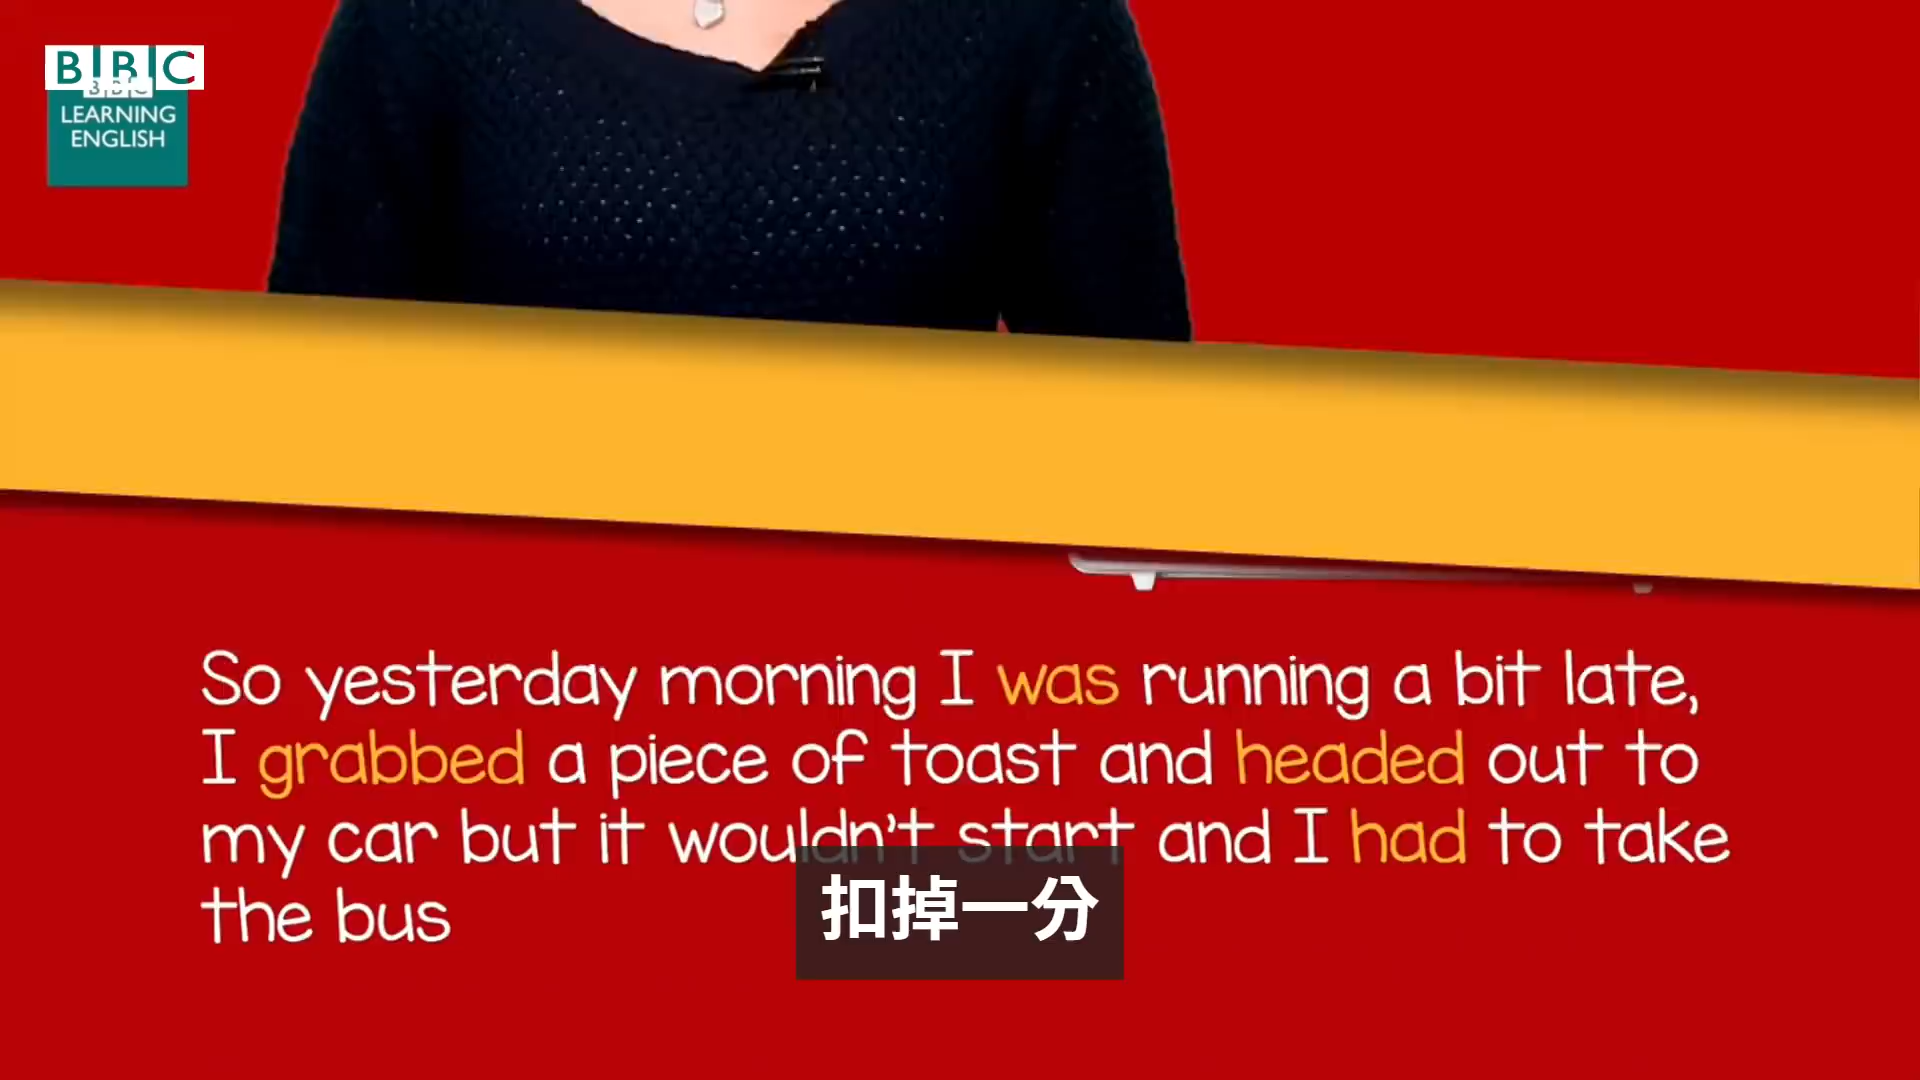 BBC
BBC
LEARNING
ENGLISH
So yesterday morning I was running a bit late,
I grabbed a piece of toast and headed out to
my car but it wouldn't start and I had to take
the bus
扣掉一分